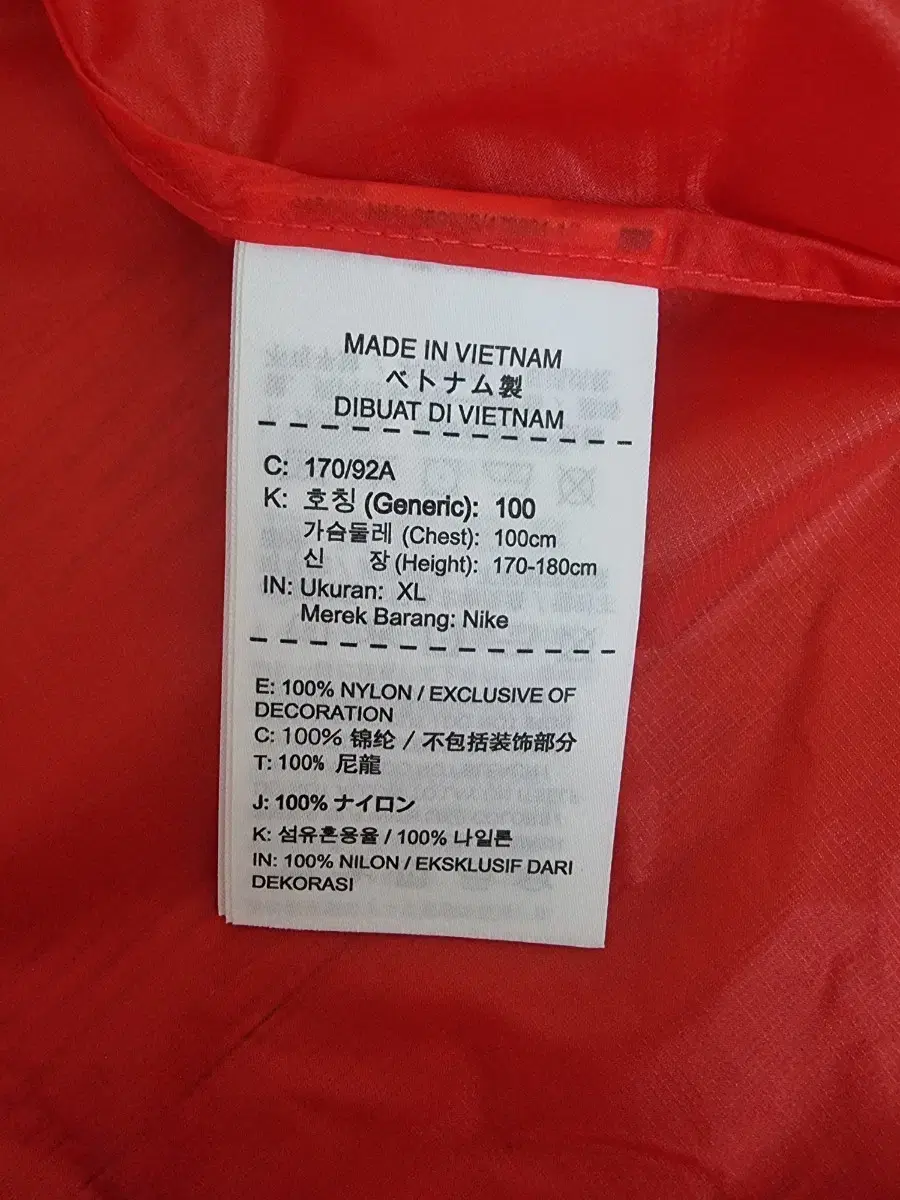 MADE IN VIETNAM
ベトナム製
DIBUAT DI VIETNAM
C: 170/92A
K: 호칭 (Generic): 100
가슴둘레 (Chest): 100cm
신 장 (Height): 170-180cm
IN: Ukuran: XL
Merek Barang: Nike
E: 100% NYLON / EXCLUSIVE OF
DECORATION
C: 100% 锦纶 / 不包括装饰部分
T: 100% 尼龍
J: 100% ナイロン
K: 섬유혼용율 / 100% 나일론
IN: 100% NILON / EKSKLUSIF DARI
DEKORASI